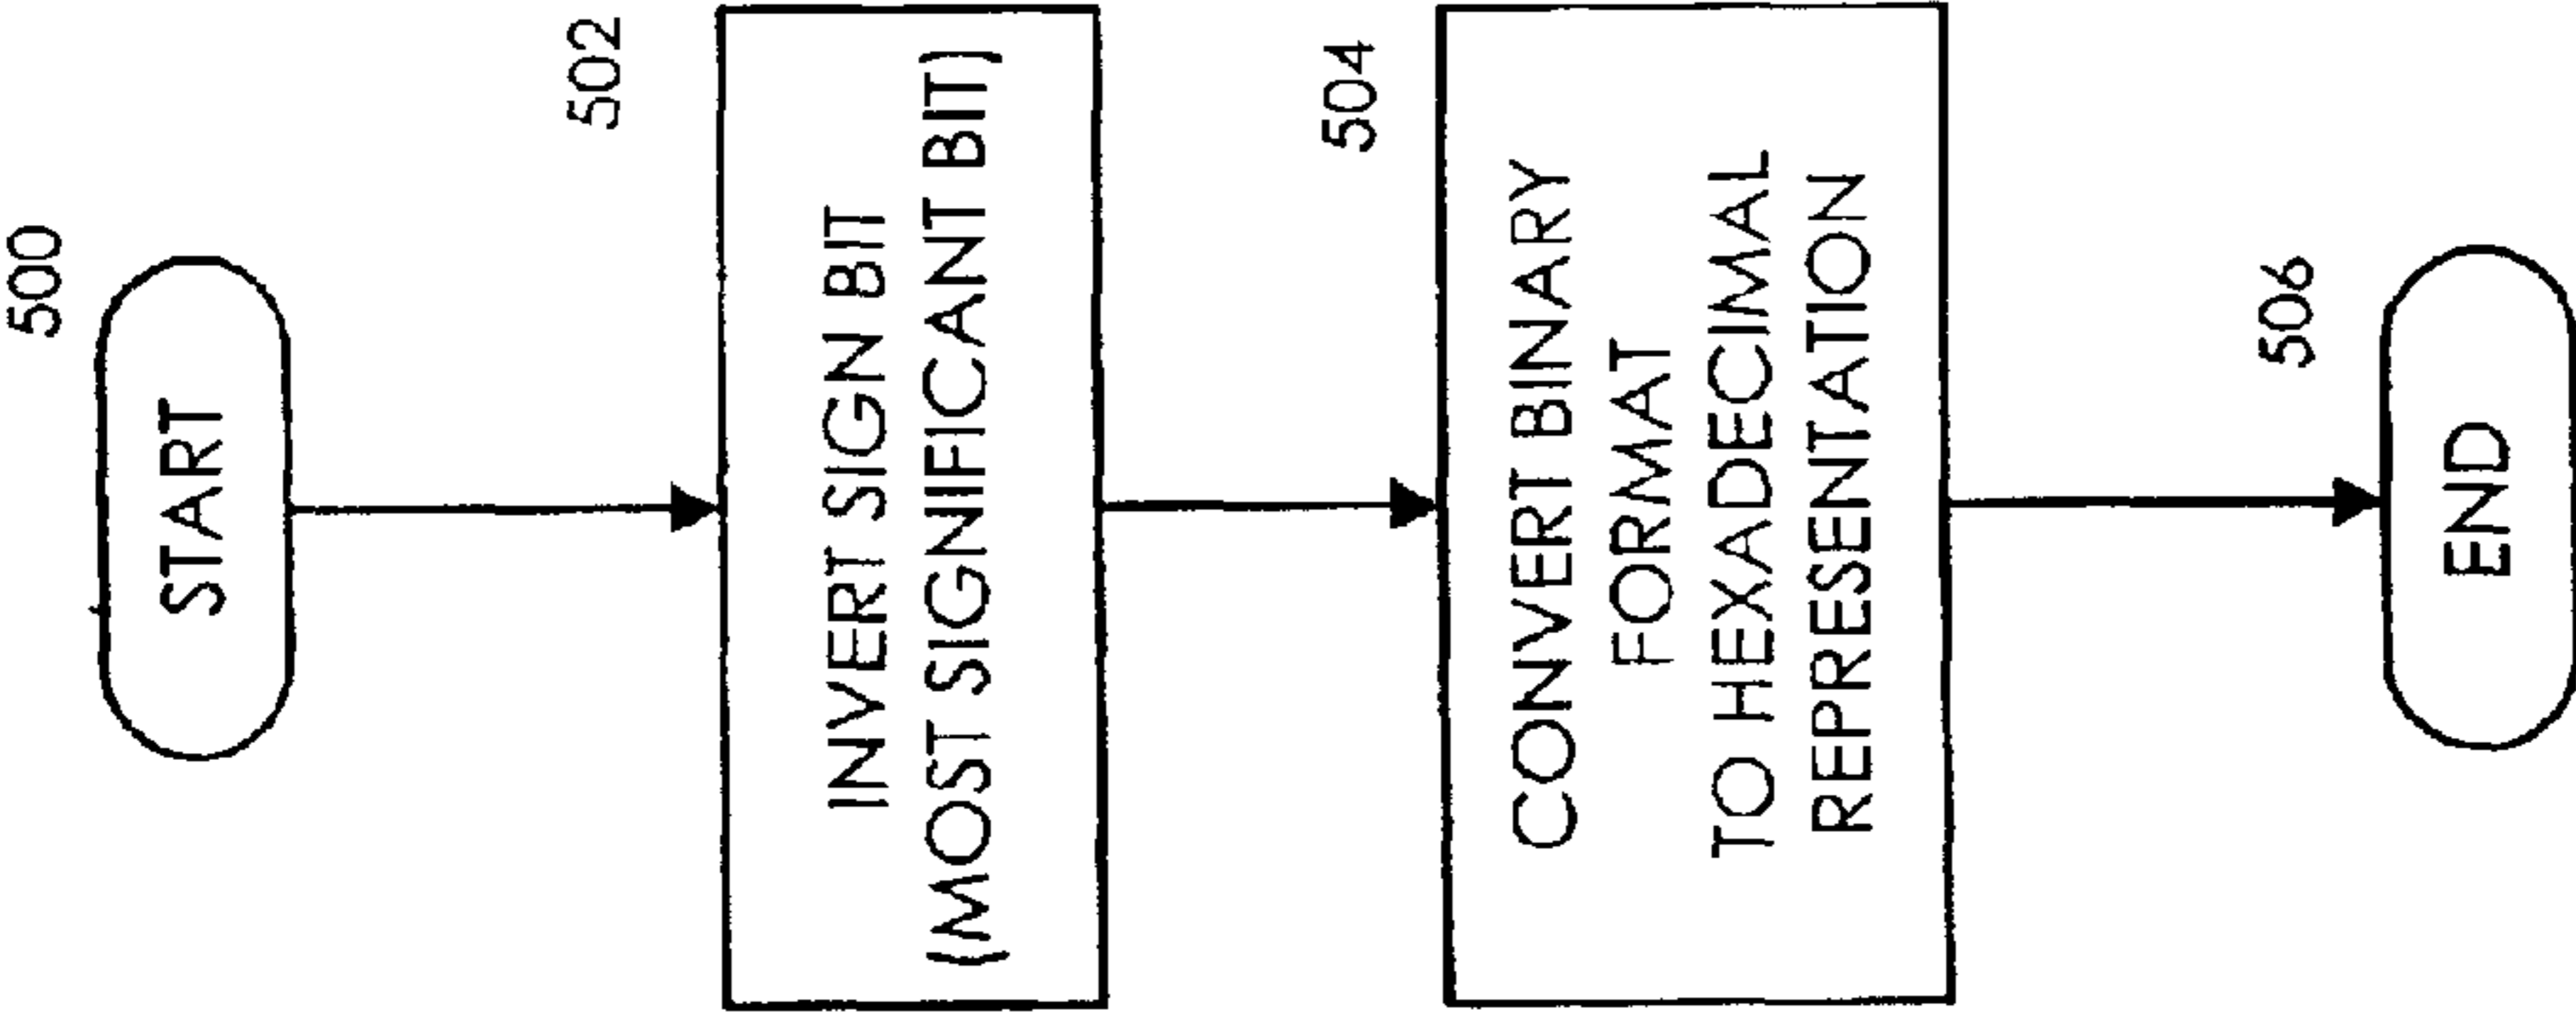 500
START
502
INVERT SIGN BIT
(MOST SIGNIFICANT BIT)
504
CONVERT BINARY
FORMAT
TO HEXADECIMAL
REPRESENTATION
506
END